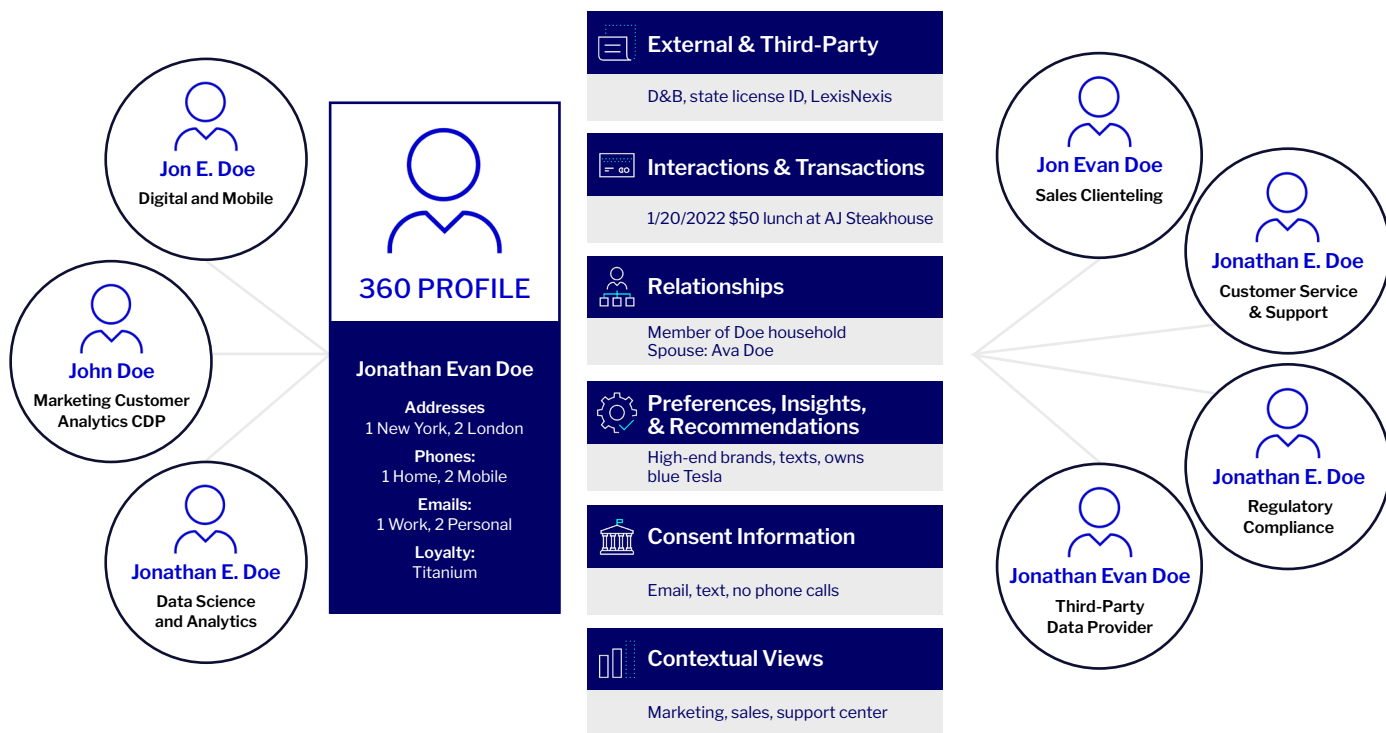 Jon E. Doe
Digital and Mobile
John Doe
Marketing Customer
Analytics CDP
Jonathan E. Doe
Data Science
and Analytics
360 PROFILE
Jonathan Evan Doe
Addresses
1 New York, 2 London
Phones:
1 Home, 2 Mobile
Emails:
1 Work, 2 Personal
Loyalty:
Titanium
External & Third-Party
D&B, state license ID, LexisNexis
Interactions & Transactions
1/20/2022 $50 lunch at AJ Steakhouse
Relationships
Member of Doe household
Spouse: Ava Doe
Preferences, Insights,
& Recommendations
High-end brands, texts, owns
blue Tesla
Consent Information
Email, text, no phone calls
Contextual Views
Marketing, sales, support center
Jon Evan Doe
Sales Clienteling
Jonathan E. Doe
Customer Service
& Support
Jonathan E. Doe
Regulatory
Compliance
Jonathan Evan Doe
Third-Party
Data Provider